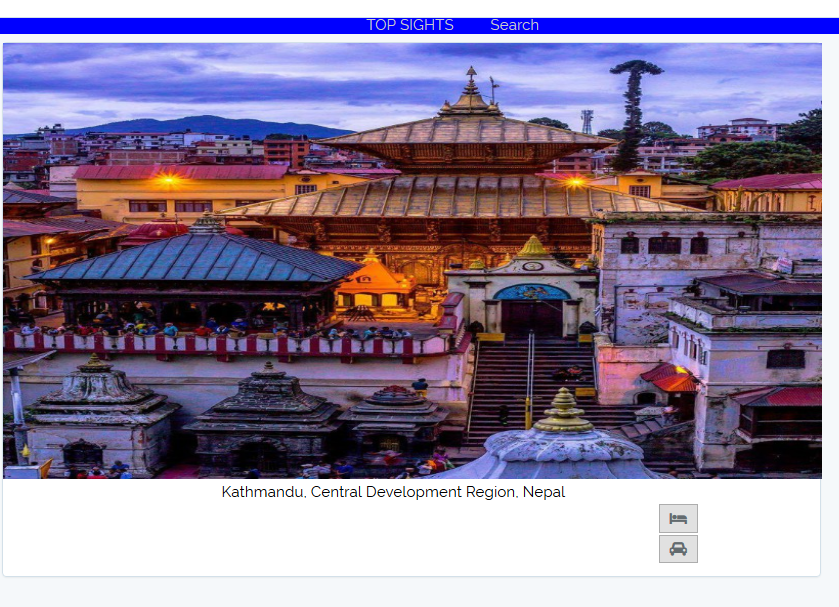 TOP SIGHTS Search
Kathmandu, Central Development Region, Nepal